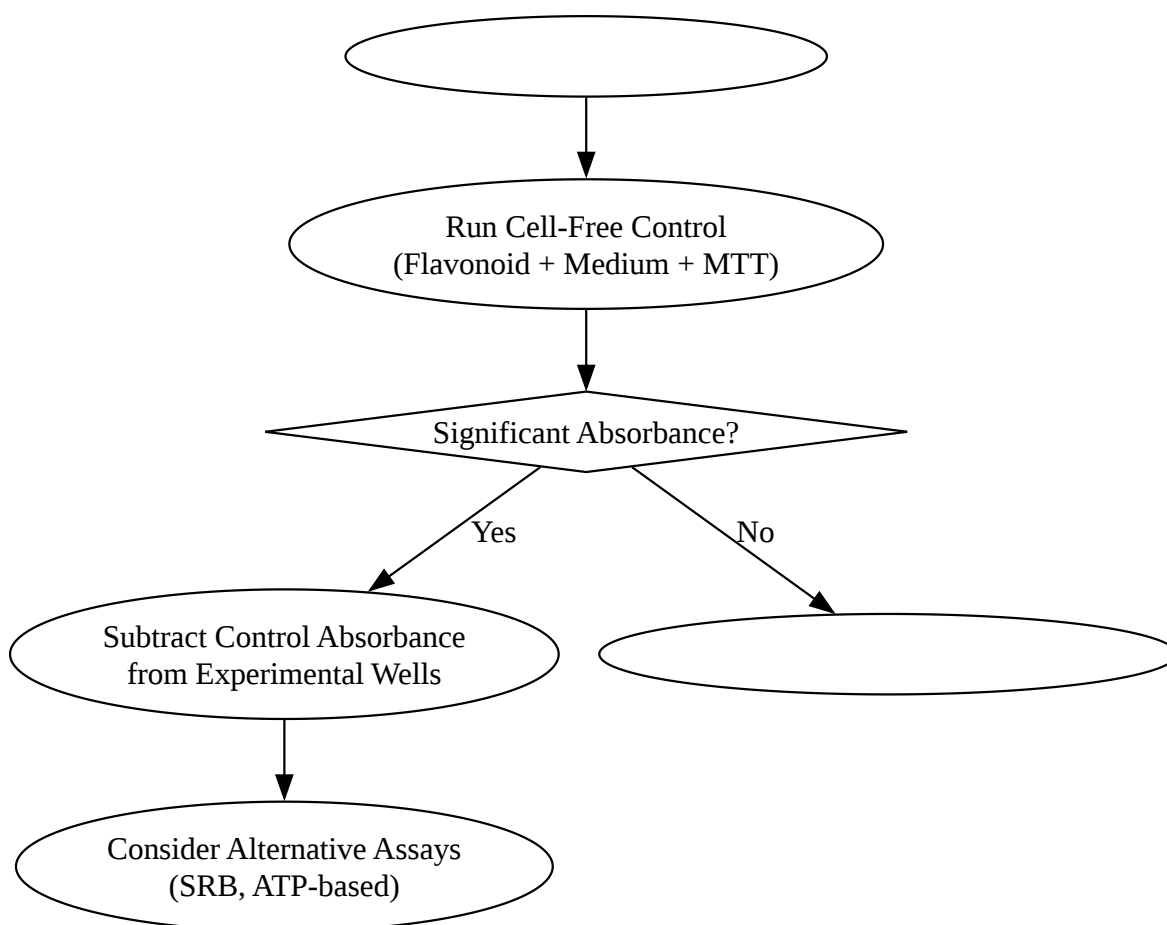 Run Cell-Free Control
(Flavonoid + Medium + MTT)
Significant Absorbance?
Yes
No
Subtract Control Absorbance
from Experimental Wells
Consider Alternative Assays
(SRB, ATP-based)